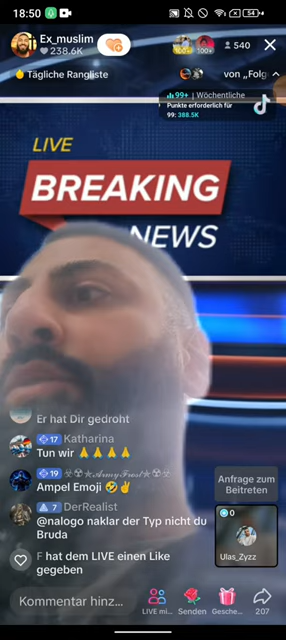 18:50
Ex_muslim
238.6K
100+
100+
540
Tägliche Rangliste
von „Folg
99+ | Wöchentliche
Punkte erforderlich für
99: 388.5K
LIVE
BREAKING
NEWS
Er hat Dir gedroht
17 Katharina
Tun wir 🙏🙏🙏🙏
19 ☠☢★𝓐𝓻𝓶𝔂𝓕𝓻𝓸𝓼𝓽★☢☠
Ampel Emoji 🤣✌
7 DerRealist
@nalogo naklar der Typ nicht du
Bruda
F hat dem LIVE einen Like
gegeben
Anfrage zum
Beitreten
0
Ulas_Zyzz
Kommentar hinz...
LIVE mi...
Senden
Gesche...
207